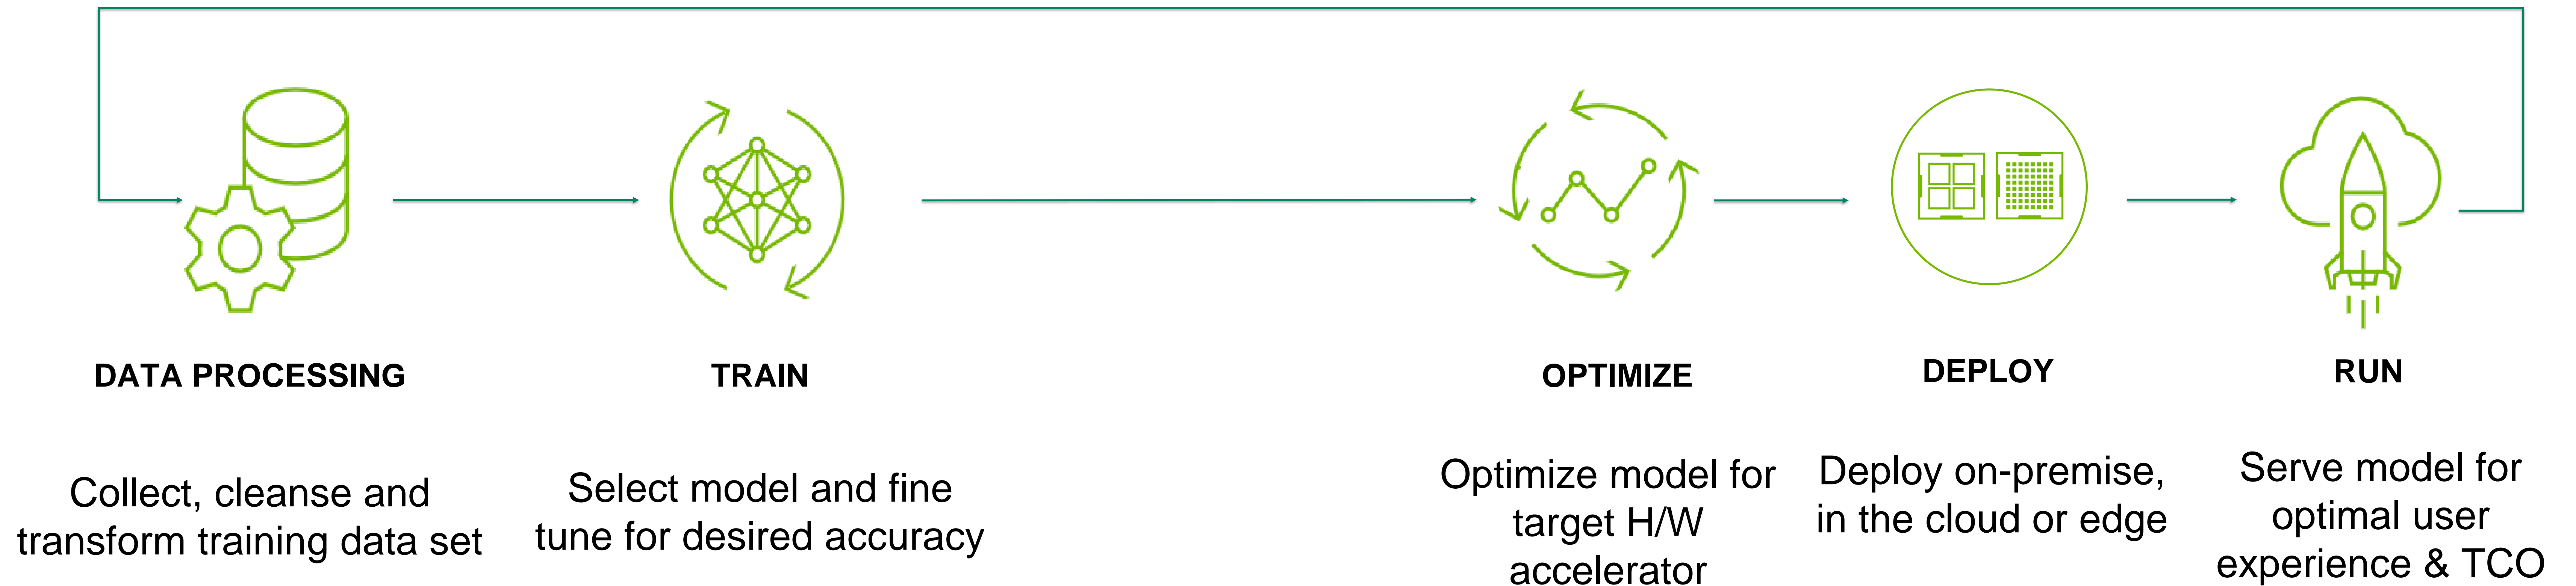 DATA PROCESSING
Collect, cleanse and
transform training data set
TRAIN
Select model and fine
tune for desired accuracy
OPTIMIZE
Optimize model for
target H/W
accelerator
DEPLOY
Deploy on-premise,
in the cloud or edge
RUN
Serve model for
optimal user
experience & TCO